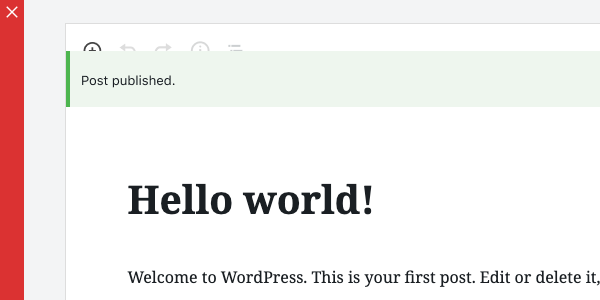 Post published.
Hello world!
Welcome to WordPress. This is your first post. Edit or delete it,